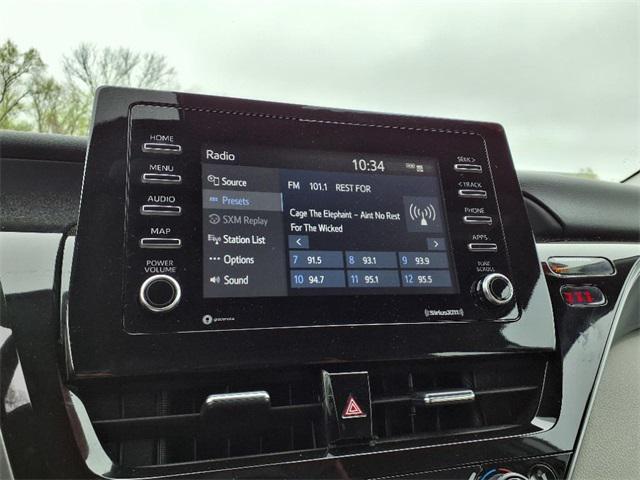 HOME
MENU
AUDIO
MAP
POWER
VOLUME
Radio
10:34
Source
Presets
SXM Replay
Station List
Options
Sound
FM 101.1 REST FOR
Cage The Elephant – Aint No Rest
For The Wicked
< >
7 91.5 8 93.1 9 93.9
10 94.7 11 95.1 12 95.5
SEEK >
< TRACK
PHONE
APPS
TUNE
SCROLL
gracenote
SiriusXM